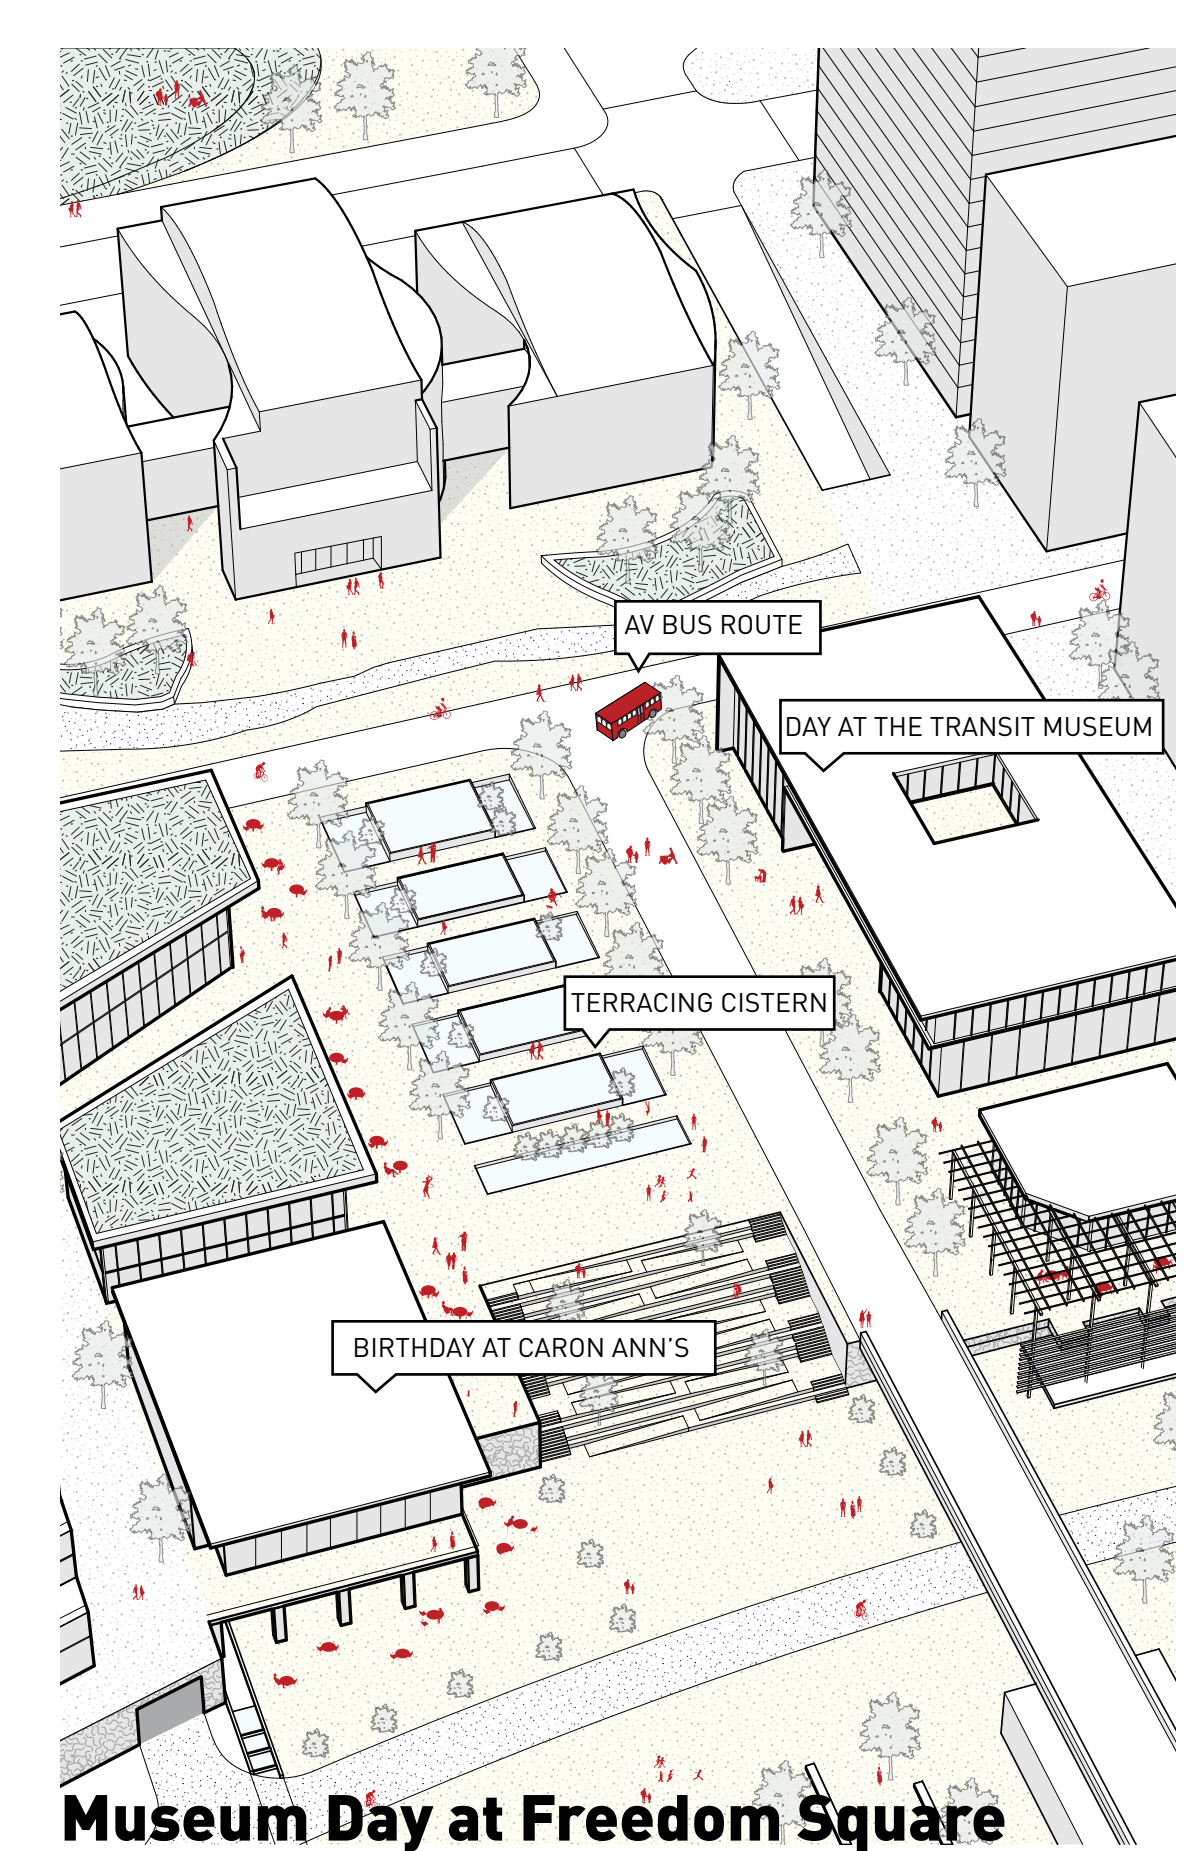 AV BUS ROUTE
DAY AT THE TRANSIT MUSEUM
TERRACING CISTERN
BIRTHDAY AT CARON ANN'S
Museum Day at Freedom Square